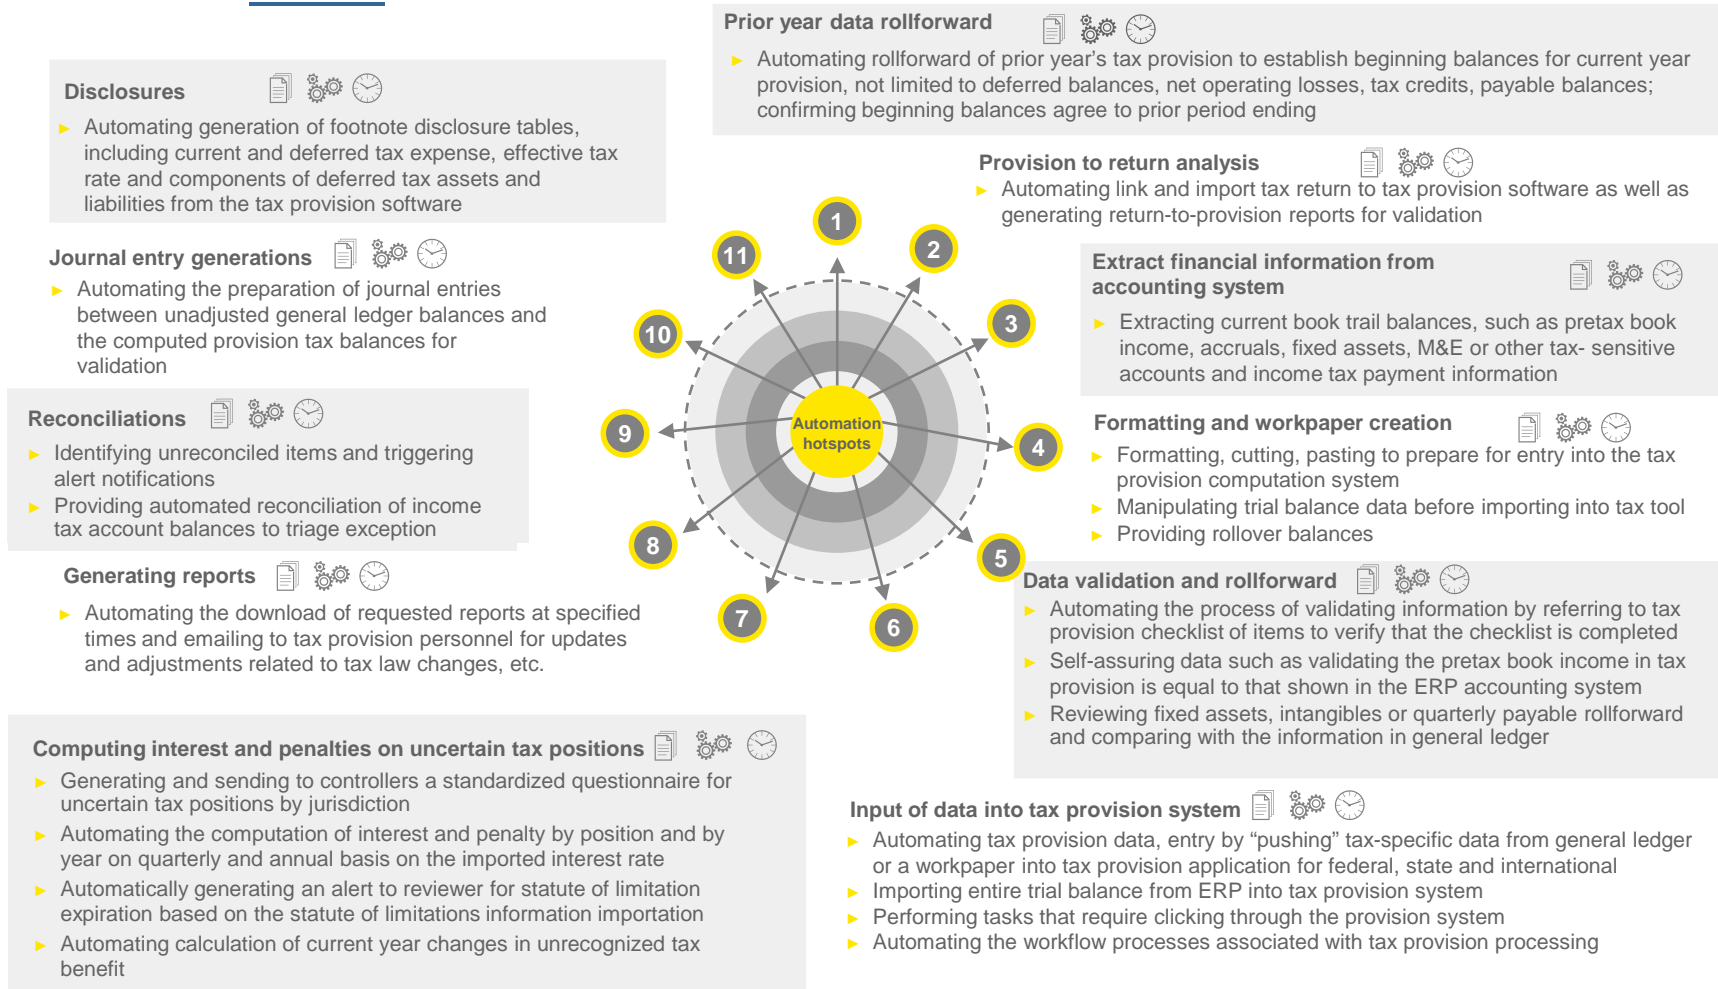 Prior year data rollforward
► Automating rollforward of prior year’s tax provision to establish beginning balances for current year
provision, not limited to deferred balances, net operating losses, tax credits, payable balances;
confirming beginning balances agree to prior period ending
Provision to return analysis
► Automating link and import tax return to tax provision software as well as
generating return-to-provision reports for validation
Extract financial information from
accounting system
► Extracting current book trail balances, such as pretax book
income, accruals, fixed assets, M&E or other tax- sensitive
accounts and income tax payment information
Formatting and workpaper creation
► Formatting, cutting, pasting to prepare for entry into the tax
provision computation system
► Manipulating trial balance data before importing into tax tool
► Providing rollover balances
Data validation and rollforward
► Automating the process of validating information by referring to tax
provision checklist of items to verify that the checklist is completed
► Self-assuring data such as validating the pretax book income in tax
provision is equal to that shown in the ERP accounting system
► Reviewing fixed assets, intangibles or quarterly payable rollforward
and comparing with the information in general ledger
Input of data into tax provision system
► Automating tax provision data, entry by “pushing” tax-specific data from general ledger
or a workpaper into tax provision application for federal, state and international
► Importing entire trial balance from ERP into tax provision system
► Performing tasks that require clicking through the provision system
► Automating the workflow processes associated with tax provision processing
Computing interest and penalties on uncertain tax positions
► Generating and sending to controllers a standardized questionnaire for
uncertain tax positions by jurisdiction
► Automating the computation of interest and penalty by position and by
year on quarterly and annual basis on the imported interest rate
► Automatically generating an alert to reviewer for statute of limitation
expiration based on the statute of limitations information importation
► Automating calculation of current year changes in unrecognized tax
benefit
Generating reports
► Automating the download of requested reports at specified
times and emailing to tax provision personnel for updates
and adjustments related to tax law changes, etc.
Reconciliations
► Identifying unreconciled items and triggering
alert notifications
► Providing automated reconciliation of income
tax account balances to triage exception
Journal entry generations
► Automating the preparation of journal entries
between unadjusted general ledger balances and
the computed provision tax balances for
validation
Disclosures
► Automating generation of footnote disclosure tables,
including current and deferred tax expense, effective tax
rate and components of deferred tax assets and
liabilities from the tax provision software
1
2
3
4
5
6
7
8
9
10
11
Automation
hotspots